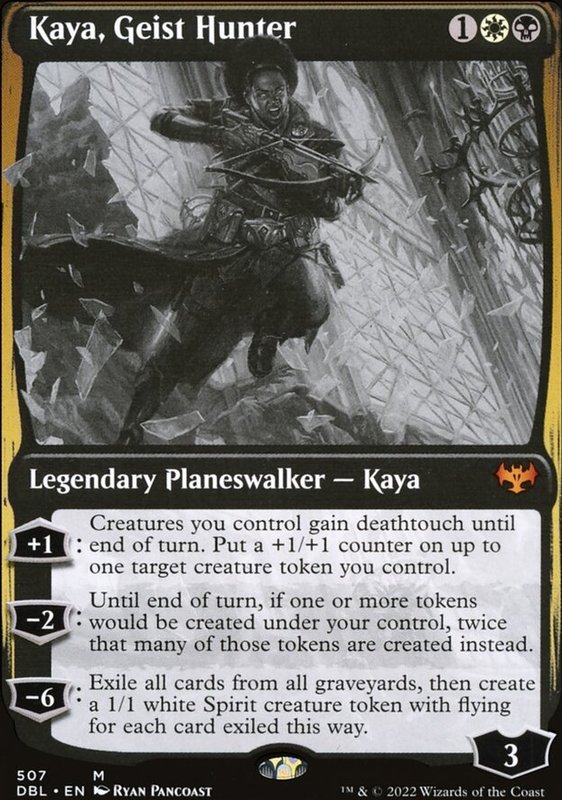 Kaya, Geist Hunter 1
Legendary Planeswalker — Kaya
+1 : Creatures you control gain deathtouch until
end of turn. Put a +1/+1 counter on up to
one target creature token you control.
−2 : Until end of turn, if one or more tokens
would be created under your control, twice
that many of those tokens are created instead.
−6 : Exile all cards from all graveyards, then create
a 1/1 white Spirit creature token with flying
for each card exiled this way.
3
507 M
DBL • EN Ryan Pancoast ™ & © 2022 Wizards of the Coast